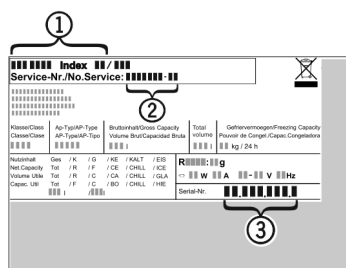 1
Index /
Service-Nr./No.Service: -
2
Klasse/Class Ap-Typ/AP-Type Bruttoinhalt/Gross Capacity Total Gefriervermoegen/Freezing Capacity
Classe/Clase AP-Type/AP-Tipo Volume Brut/Capacidad Bruta volume Pouvoir de Congel./Capac.Congeladora
l l kg / 24 h
Nutzinhalt Ges / K / G / KE / KALT / EIS
Net.Capacity Tot / R / F / CE / CHILL / ICE
Volume Utile Tot / R / C / CA / CHILL / GLA
Capac. Util Tot / F / C / BO / CHILL / HIE
l / l
R : g
W A - V Hz
Serial-Nr. . . .
3